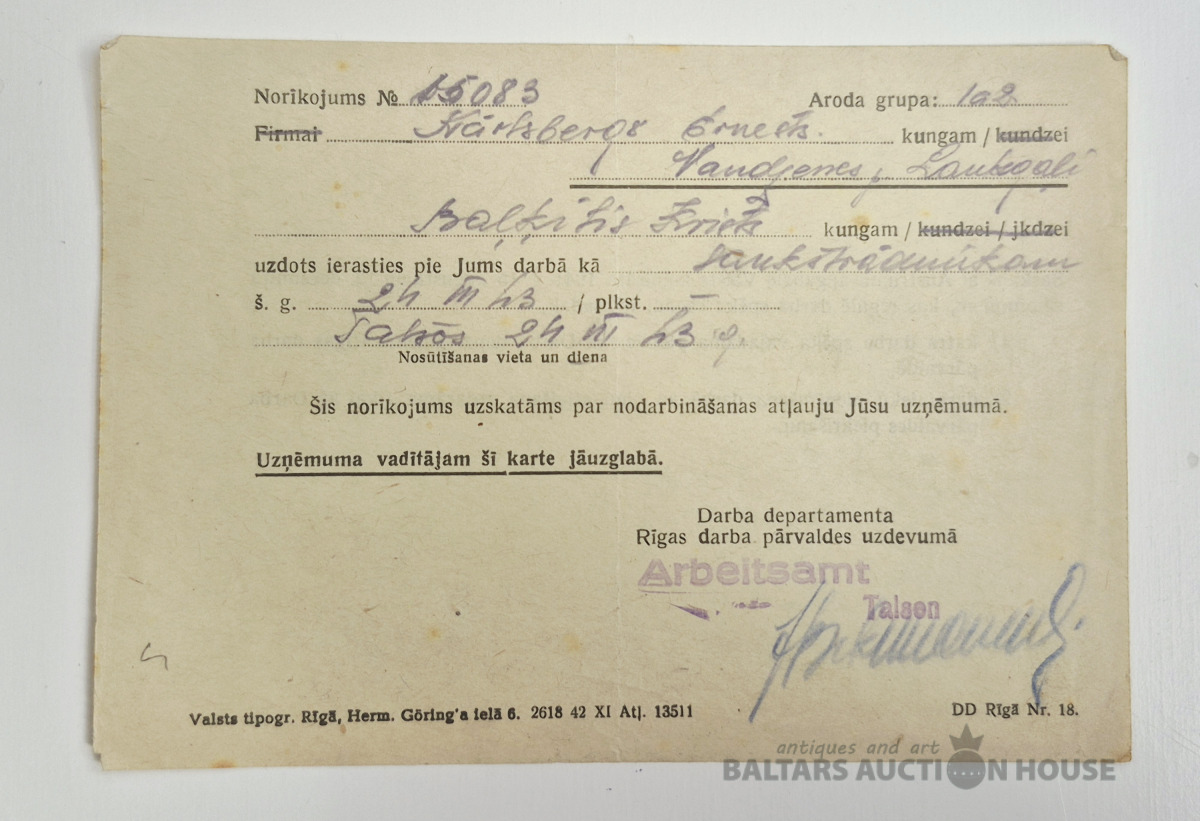 Norīkojums № 15083 Aroda grupa: 102
Firmai Kārlsbergs Ernests. kungam / kundzei
Vandzenes, Laukgaļi
Baļķītis Fricis kungam / kundzei / jkdzei
uzdots ierasties pie Jums darbā kā laukstrādniekam
š. g. 24 III 43 / plkst. —
Talsos 24 III 43 g.
Nosūtīšanas vieta un diena
Šis norīkojums uzskatāms par nodarbināšanas atļauju Jūsu uzņēmumā.
Uzņēmuma vadītājam šī karte jāuzglabā.
Darba departamenta
Rīgas darba pārvaldes uzdevumā
Arbeitsamt
Talsen
Valsts tipogr. Rīgā, Herm. Göring'a ielā 6. 2618 42 XI Atļ. 13511 DD Rīgā Nr. 18.
antiques and art
BALTARS AUCTION HOUSE